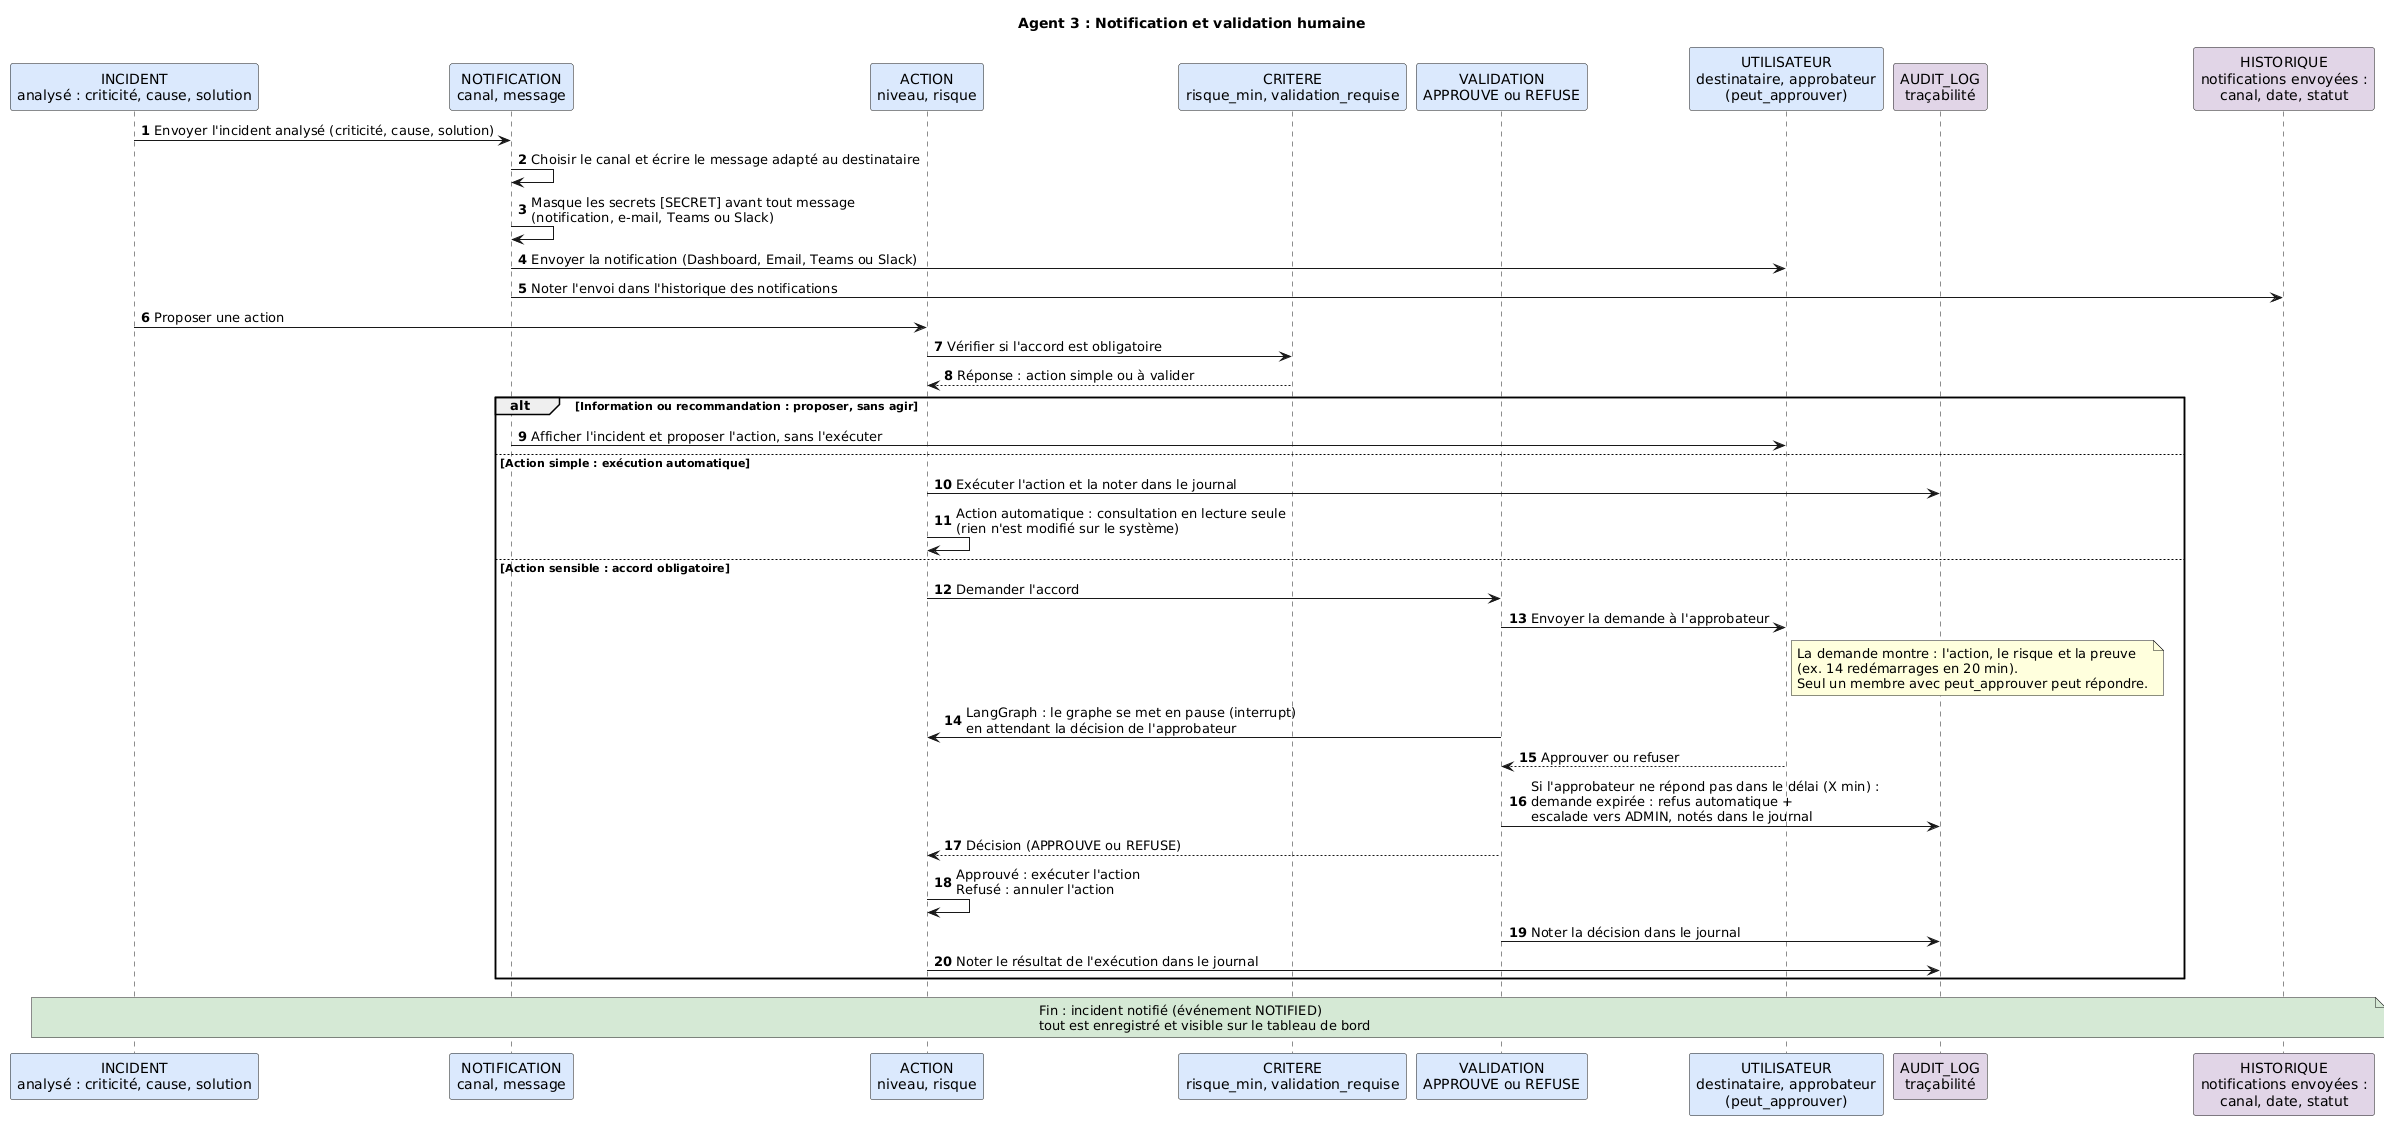 Agent 3 : Notification et validation humaine
INCIDENT
analysé : criticité, cause, solution
NOTIFICATION
canal, message
ACTION
niveau, risque
CRITERE
risque_min, validation_requise
VALIDATION
APPROUVE ou REFUSE
UTILISATEUR
destinataire, approbateur
(peut_approuver)
AUDIT_LOG
traçabilité
HISTORIQUE
notifications envoyées :
canal, date, statut
1 Envoyer l'incident analysé (criticité, cause, solution)
2 Choisir le canal et écrire le message adapté au destinataire
3 Masque les secrets [SECRET] avant tout message
(notification, e-mail, Teams ou Slack)
4 Envoyer la notification (Dashboard, Email, Teams ou Slack)
5 Noter l'envoi dans l'historique des notifications
6 Proposer une action
7 Vérifier si l'accord est obligatoire
8 Réponse : action simple ou à valider
alt [Information ou recommandation : proposer, sans agir]
9 Afficher l'incident et proposer l'action, sans l'exécuter
[Action simple : exécution automatique]
10 Exécuter l'action et la noter dans le journal
11 Action automatique : consultation en lecture seule
(rien n'est modifié sur le système)
[Action sensible : accord obligatoire]
12 Demander l'accord
13 Envoyer la demande à l'approbateur
La demande montre : l'action, le risque et la preuve
(ex. 14 redémarrages en 20 min).
Seul un membre avec peut_approuver peut répondre.
14 LangGraph : le graphe se met en pause (interrupt)
en attendant la décision de l'approbateur
15 Approuver ou refuser
16 Si l'approbateur ne répond pas dans le délai (X min) :
demande expirée : refus automatique +
escalade vers ADMIN, notés dans le journal
17 Décision (APPROUVE ou REFUSE)
18 Approuvé : exécuter l'action
Refusé : annuler l'action
19 Noter la décision dans le journal
20 Noter le résultat de l'exécution dans le journal
Fin : incident notifié (événement NOTIFIED)
tout est enregistré et visible sur le tableau de bord
INCIDENT
analysé : criticité, cause, solution
NOTIFICATION
canal, message
ACTION
niveau, risque
CRITERE
risque_min, validation_requise
VALIDATION
APPROUVE ou REFUSE
UTILISATEUR
destinataire, approbateur
(peut_approuver)
AUDIT_LOG
traçabilité
HISTORIQUE
notifications envoyées :
canal, date, statut